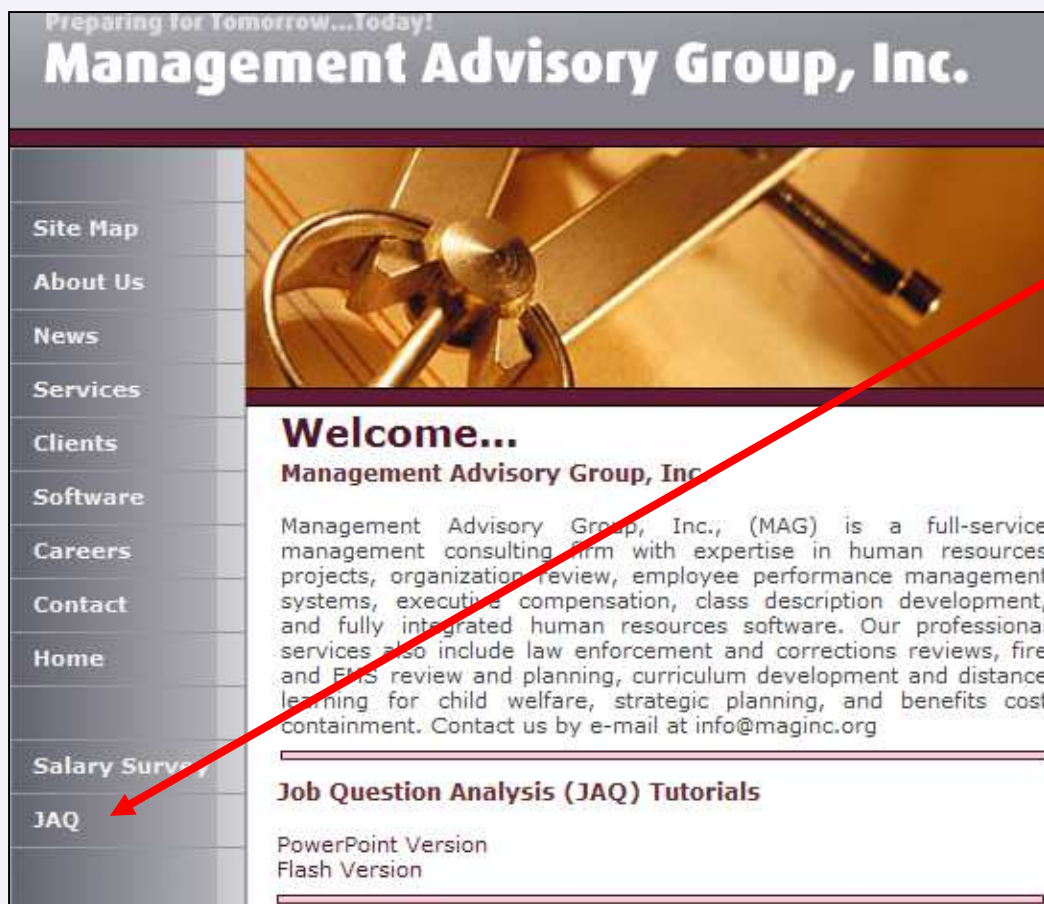 Preparing for Tomorrow...Today!
Management Advisory Group, Inc.
Site Map
About Us
News
Services
Clients
Software
Careers
Contact
Home
Salary Survey
JAQ
Welcome...
Management Advisory Group, Inc.
Management Advisory Group, Inc., (MAG) is a full-service
management consulting firm with expertise in human resources
projects, organization review, employee performance management
systems, executive compensation, class description development,
and fully integrated human resources software. Our professional
services also include law enforcement and corrections reviews, fire
and EMS review and planning, curriculum development and distance
learning for child welfare, strategic planning, and benefits cost
containment. Contact us by e-mail at info@maginc.org
Job Question Analysis (JAQ) Tutorials
PowerPoint Version
Flash Version